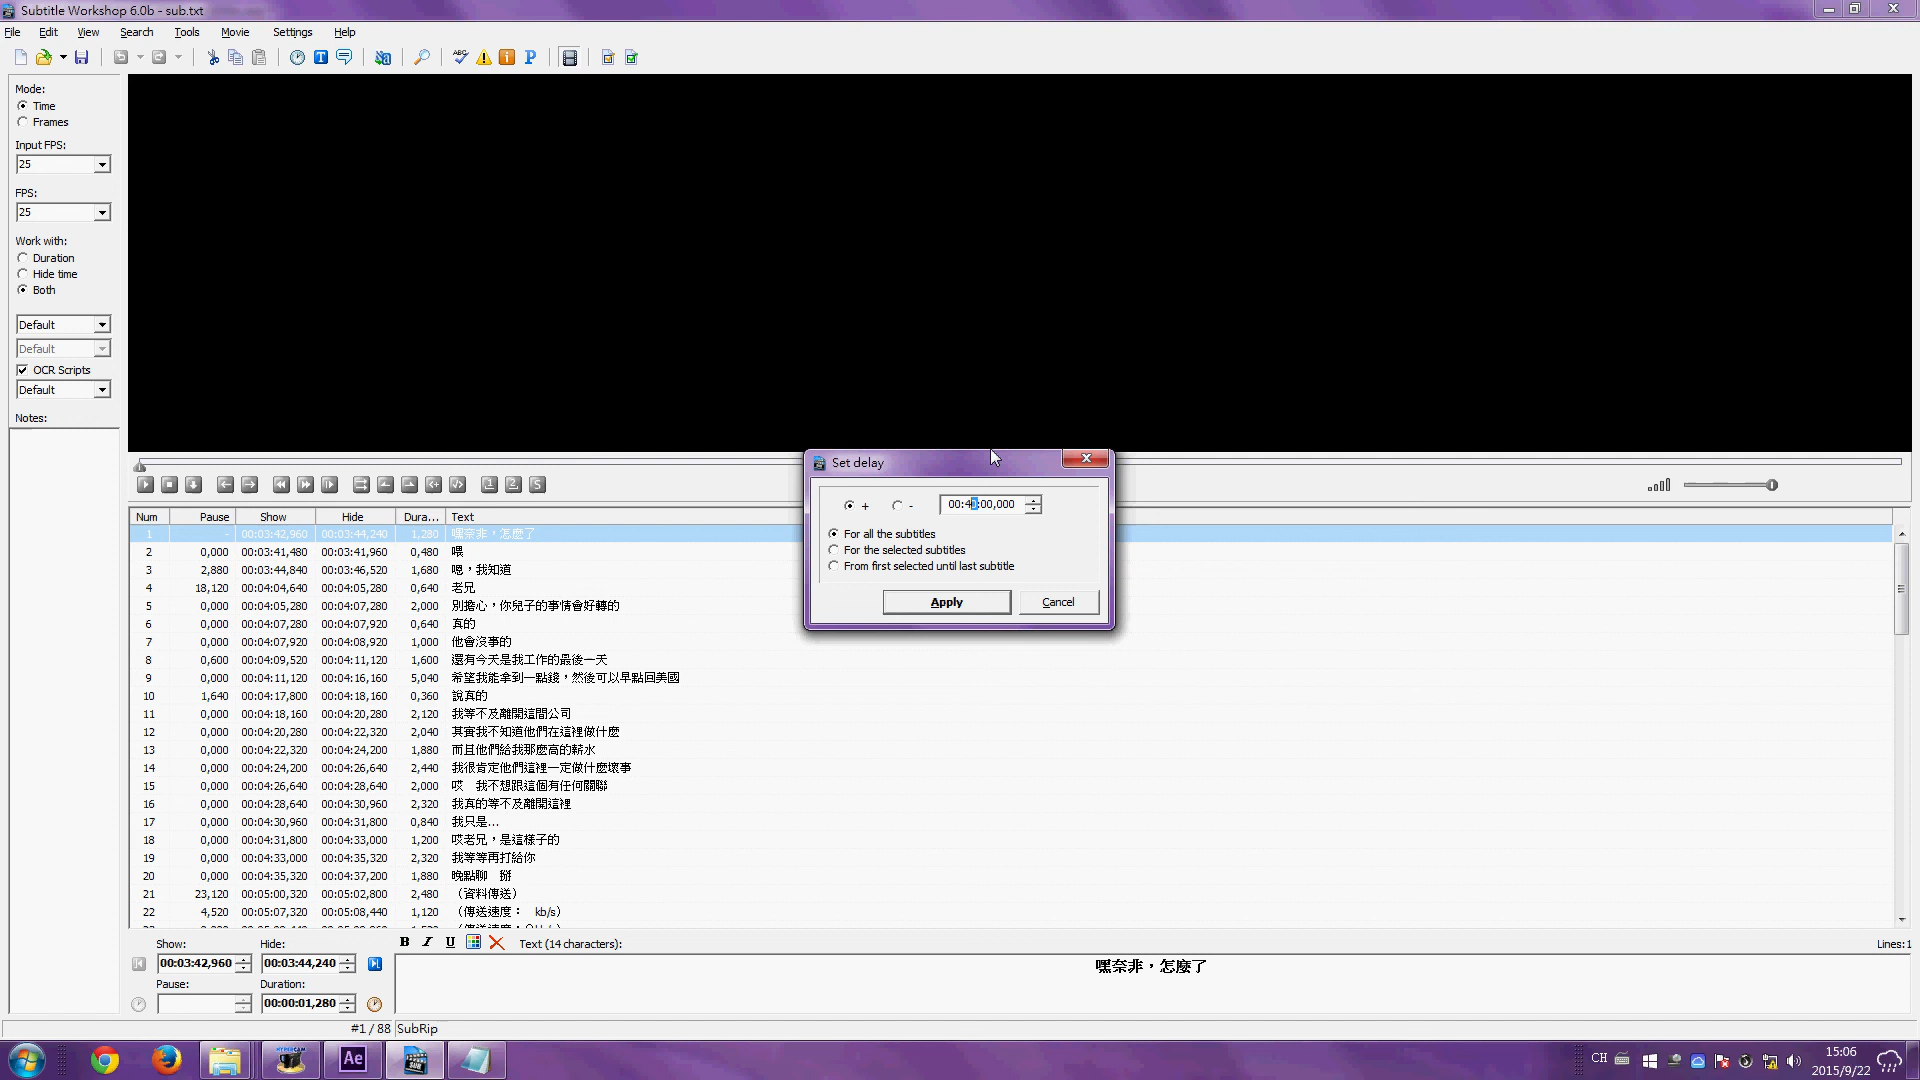 Subtitle Workshop 6.0b - sub.txt
File Edit View Search Tools Movie Settings Help
Mode:
Time
Frames
Input FPS:
25
FPS:
25
Work with:
Duration
Hide time
Both
Default
Default
OCR Scripts
Default
Notes:
Set delay
+ -
For all the subtitles
For the selected subtitles
From first selected until last subtitle
Apply Cancel
Num Pause Show Hide Dura... Text
1 - 00:03:42,960 00:03:44,240 1,280 嘿奈非,怎麼了
2 0,000 00:03:41,480 00:03:41,960 0,480 喂
3 2,880 00:03:44,840 00:03:46,520 1,680 嗯,我知道
4 18,120 00:04:04,640 00:04:05,280 0,640 老兄
5 0,000 00:04:05,280 00:04:07,280 2,000 別擔心,你兒子的事情會好轉的
6 0,000 00:04:07,280 00:04:07,920 0,640 真的
7 0,000 00:04:07,920 00:04:08,920 1,000 他會沒事的
8 0,600 00:04:09,520 00:04:11,120 1,600 還有今天是我工作的最後一天
9 0,000 00:04:11,120 00:04:16,160 5,040 希望我能拿到一點錢,然後可以早點回美國
10 1,640 00:04:17,800 00:04:18,160 0,360 說真的
11 0,000 00:04:18,160 00:04:20,280 2,120 我等不及離開這間公司
12 0,000 00:04:20,280 00:04:22,320 2,040 其實我不知道他們在這裡做什麼
13 0,000 00:04:22,320 00:04:24,200 1,880 而且他們給我那麼高的薪水
14 0,000 00:04:24,200 00:04:26,640 2,440 我很肯定他們這裡一定做什麼壞事
15 0,000 00:04:26,640 00:04:28,640 2,000 哎 我不想跟這個有任何關聯
16 0,000 00:04:28,640 00:04:30,960 2,320 我真的等不及離開這裡
17 0,000 00:04:30,960 00:04:31,800 0,840 我只是...
18 0,000 00:04:31,800 00:04:33,000 1,200 哎老兄,是這樣子的
19 0,000 00:04:33,000 00:04:35,320 2,320 我等等再打給你
20 0,000 00:04:35,320 00:04:37,200 1,880 晚點聊 掰
21 23,120 00:05:00,320 00:05:02,800 2,480 (資料傳送)
22 4,520 00:05:07,320 00:05:08,440 1,120 (傳送速度: kb/s)
Show: Hide: B I U Text (14 characters): Lines:1
00:03:42,960 00:03:44,240 嘿奈非,怎麼了
Pause: Duration:
00:00:01,280
#1 / 88 SubRip
Ae
CH
15:06
2015/9/22